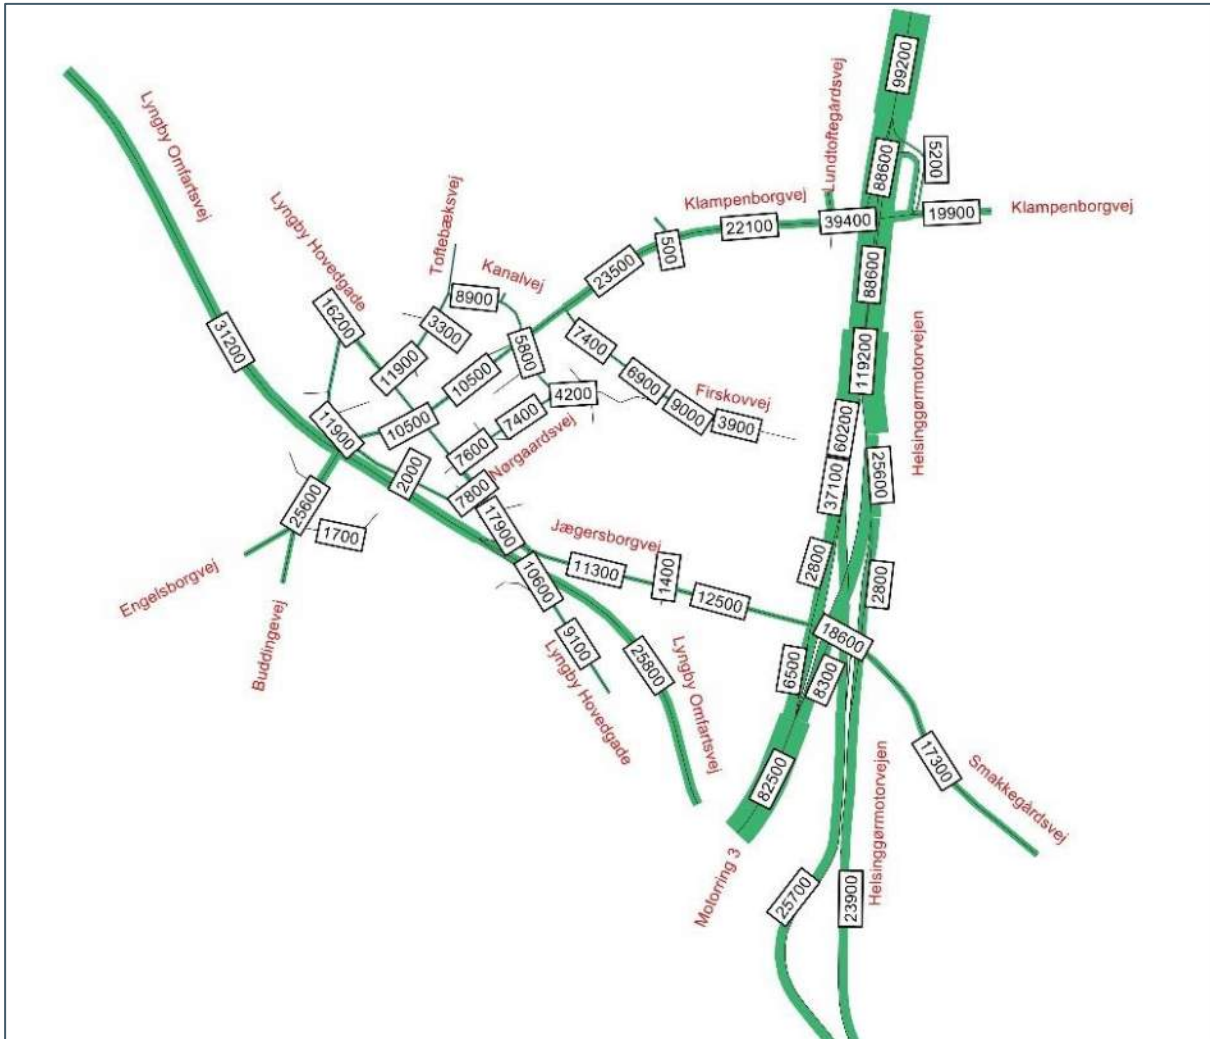 99200
Lundtoftegårdsvej
5200
88600
Lyngby Omfartsvej
Klampenborgvej
19900
Klampenborgvej
39400
22100
Lyngby Hovedgade
Toftebæksvej
500
Kanalvej
23500
88600
8900
16200
3300
5800
7400
31200
119200
Helsinggørmotorvejen
11900
10500
6900
4200
9000
Firskovvej
3900
11900
10500
7400
60200
7600
Nørgaardsvej
2000
7800
37100
25600
25600
1700
17900
Jægersborgvej
2800
11300
1400
10600
2800
Engelsborgvej
12500
18600
Buddingevej
9100
25800
6500
8300
Lyngby Hovedgade
Lyngby Omfartsvej
17300
Smakkegårdsvej
82500
Helsinggørmotorvejen
Motorring 3
25700
23900